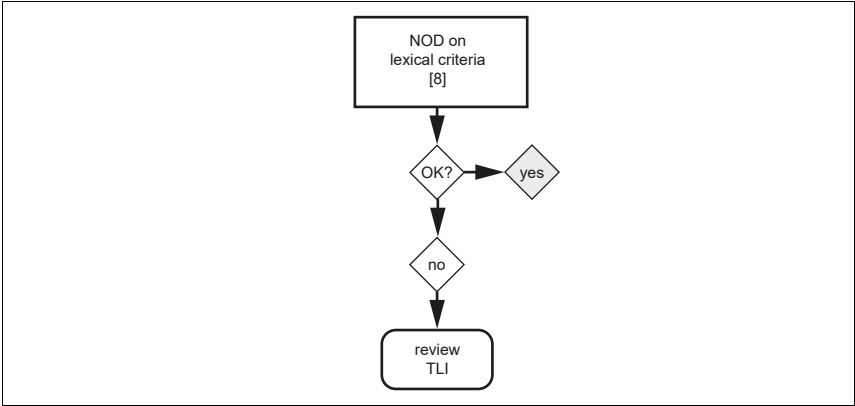 NOD on
lexical criteria
[8]
OK?
yes
no
review
TLI